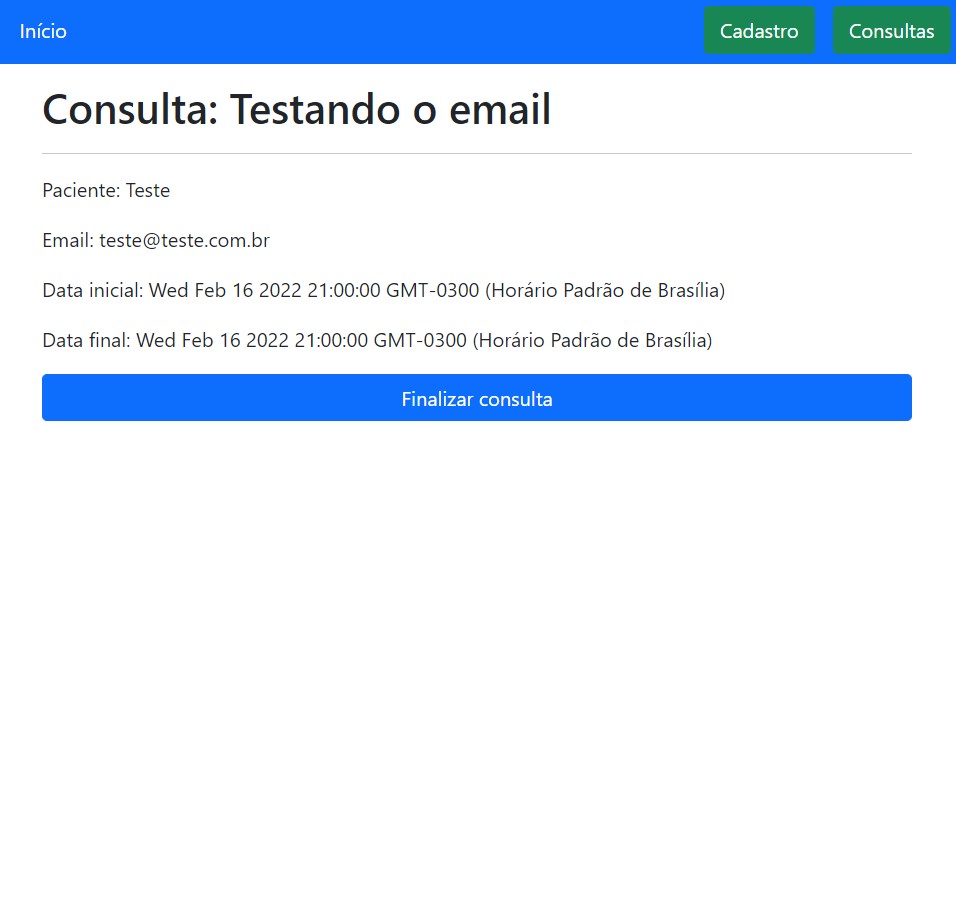 Início
Cadastro
Consultas
Consulta: Testando o email
Paciente: Teste
Email: teste@teste.com.br
Data inicial: Wed Feb 16 2022 21:00:00 GMT-0300 (Horário Padrão de Brasília)
Data final: Wed Feb 16 2022 21:00:00 GMT-0300 (Horário Padrão de Brasília)
Finalizar consulta